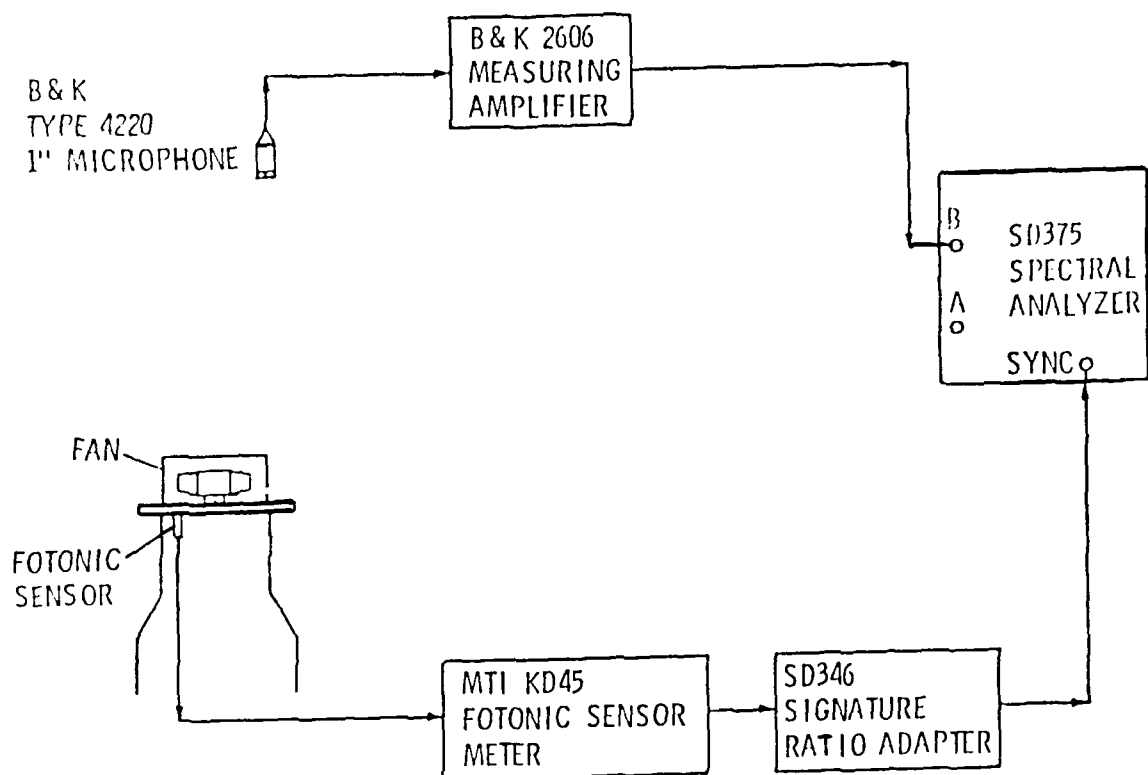 B & K
TYPE 4220
1" MICROPHONE
B & K 2606
MEASURING
AMPLIFIER
B
SD375
SPECTRAL
A
ANALYZER
SYNC
FAN
FOTONIC
SENSOR
MTI KD45
FOTONIC SENSOR
METER
SD346
SIGNATURE
RATIO ADAPTER